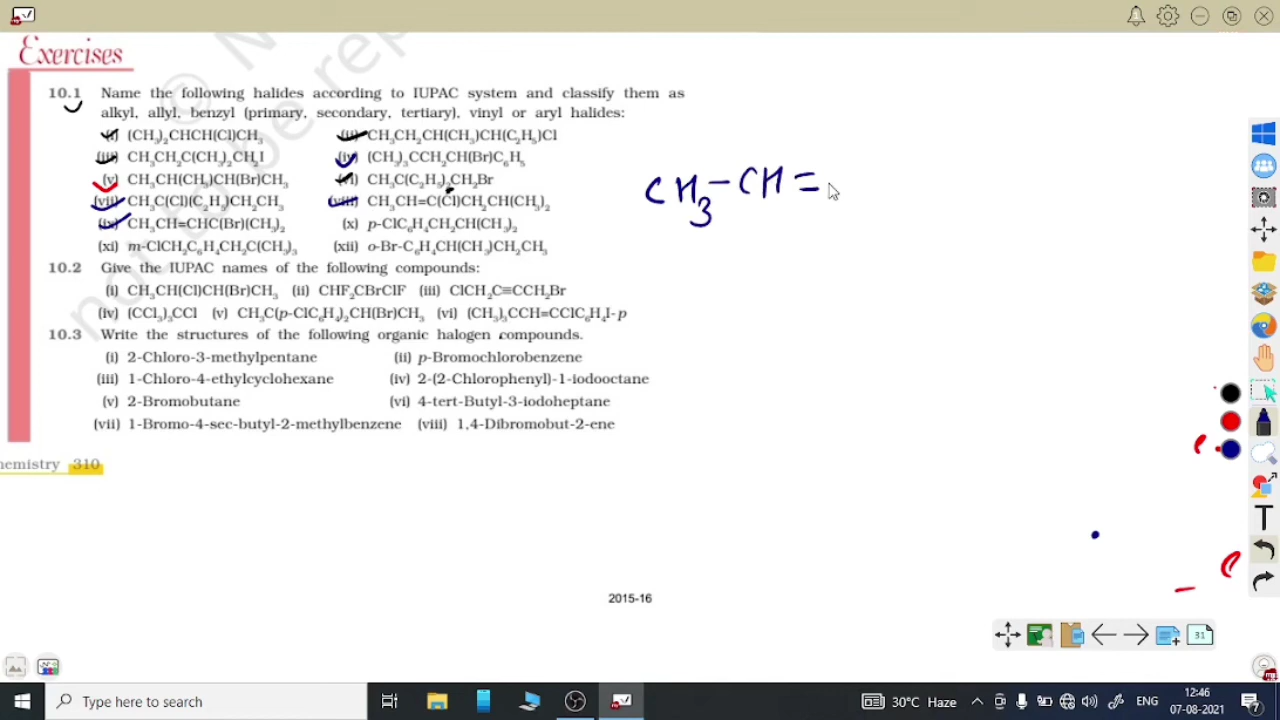 Exercises
10.1 Name the following halides according to IUPAC system and classify them as
alkyl, allyl, benzyl (primary, secondary, tertiary), vinyl or aryl halides:
(i) (CH₃)₂CHCH(Cl)CH₃ (ii) CH₃CH₂CH(CH₃)CH(C₂H₅)Cl
(iii) CH₃CH₂C(CH₃)₂CH₂I (iv) (CH₃)₃CCH₂CH(Br)C₆H₅
(v) CH₃CH(CH₃)CH(Br)CH₃ (vi) CH₃C(C₂H₅)₂CH₂Br
(vii) CH₃C(Cl)(C₂H₅)CH₂CH₃ (viii) CH₃CH=C(Cl)CH₂CH(CH₃)₂
(ix) CH₃CH=CHC(Br)(CH₃)₂ (x) p-ClC₆H₄CH₂CH(CH₃)₂
(xi) m-ClCH₂C₆H₄CH₂C(CH₃)₃ (xii) o-Br-C₆H₄CH(CH₃)CH₂CH₃
10.2 Give the IUPAC names of the following compounds:
(i) CH₃CH(Cl)CH(Br)CH₃ (ii) CHF₂CBrClF (iii) ClCH₂C≡CCH₂Br
(iv) (CCl₃)₃CCl (v) CH₃C(p-ClC₆H₄)₂CH(Br)CH₃ (vi) (CH₃)₃CCH=CClC₆H₄I-p
10.3 Write the structures of the following organic halogen compounds.
(i) 2-Chloro-3-methylpentane (ii) p-Bromochlorobenzene
(iii) 1-Chloro-4-ethylcyclohexane (iv) 2-(2-Chlorophenyl)-1-iodooctane
(v) 2-Bromobutane (vi) 4-tert-Butyl-3-iodoheptane
(vii) 1-Bromo-4-sec-butyl-2-methylbenzene (viii) 1,4-Dibromobut-2-ene
CH₃-CH=
hemistry 310
2015-16
31
Type here to search
30°C Haze ENG 12:46
07-08-2021